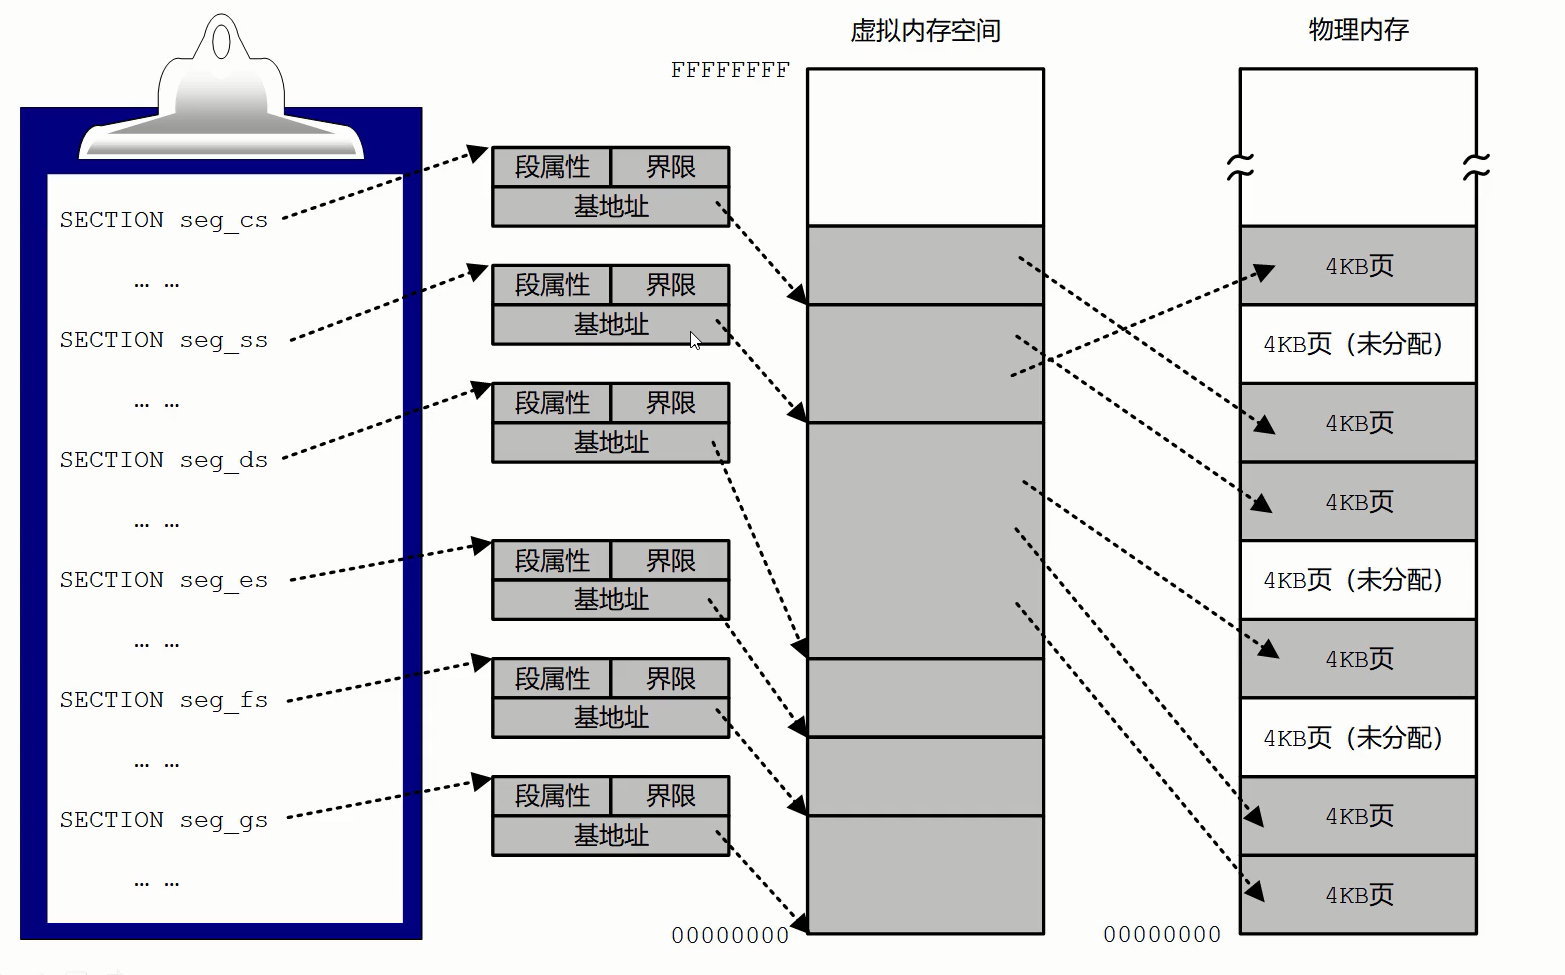 虚拟内存空间
物理内存
FFFFFFFF
SECTION seg_cs
… …
SECTION seg_ss
… …
SECTION seg_ds
… …
SECTION seg_es
… …
SECTION seg_fs
… …
SECTION seg_gs
… …
段属性 界限
基地址
段属性 界限
基地址
段属性 界限
基地址
段属性 界限
基地址
段属性 界限
基地址
段属性 界限
基地址
00000000
4KB页
4KB页（未分配）
4KB页
4KB页
4KB页（未分配）
4KB页
4KB页（未分配）
4KB页
4KB页
00000000